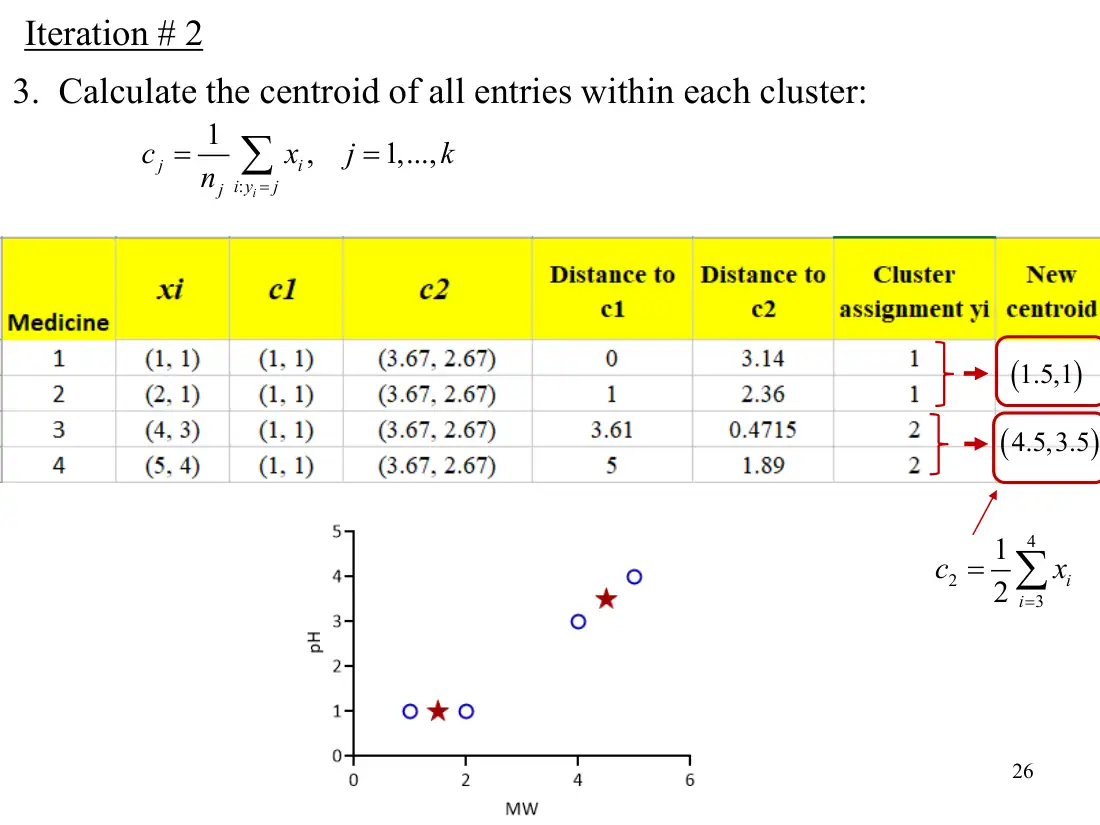 Iteration # 2
3. Calculate the centroid of all entries within each cluster:
c_j = 1/n_j ∑_{i:y_i=j} x_i, j = 1,...,k
Medicine xi c1 c2 Distance to c1 Distance to c2 Cluster assignment yi New centroid
1 (1, 1) (1, 1) (3.67, 2.67) 0 3.14 1
2 (2, 1) (1, 1) (3.67, 2.67) 1 2.36 1
(1.5,1)
3 (4, 3) (1, 1) (3.67, 2.67) 3.61 0.4715 2
4 (5, 4) (1, 1) (3.67, 2.67) 5 1.89 2
(4.5,3.5)
c_2 = 1/2 ∑_{i=3}^{4} x_i
5
4
3
2
1
0
pH
0 2 4 6
MW
26